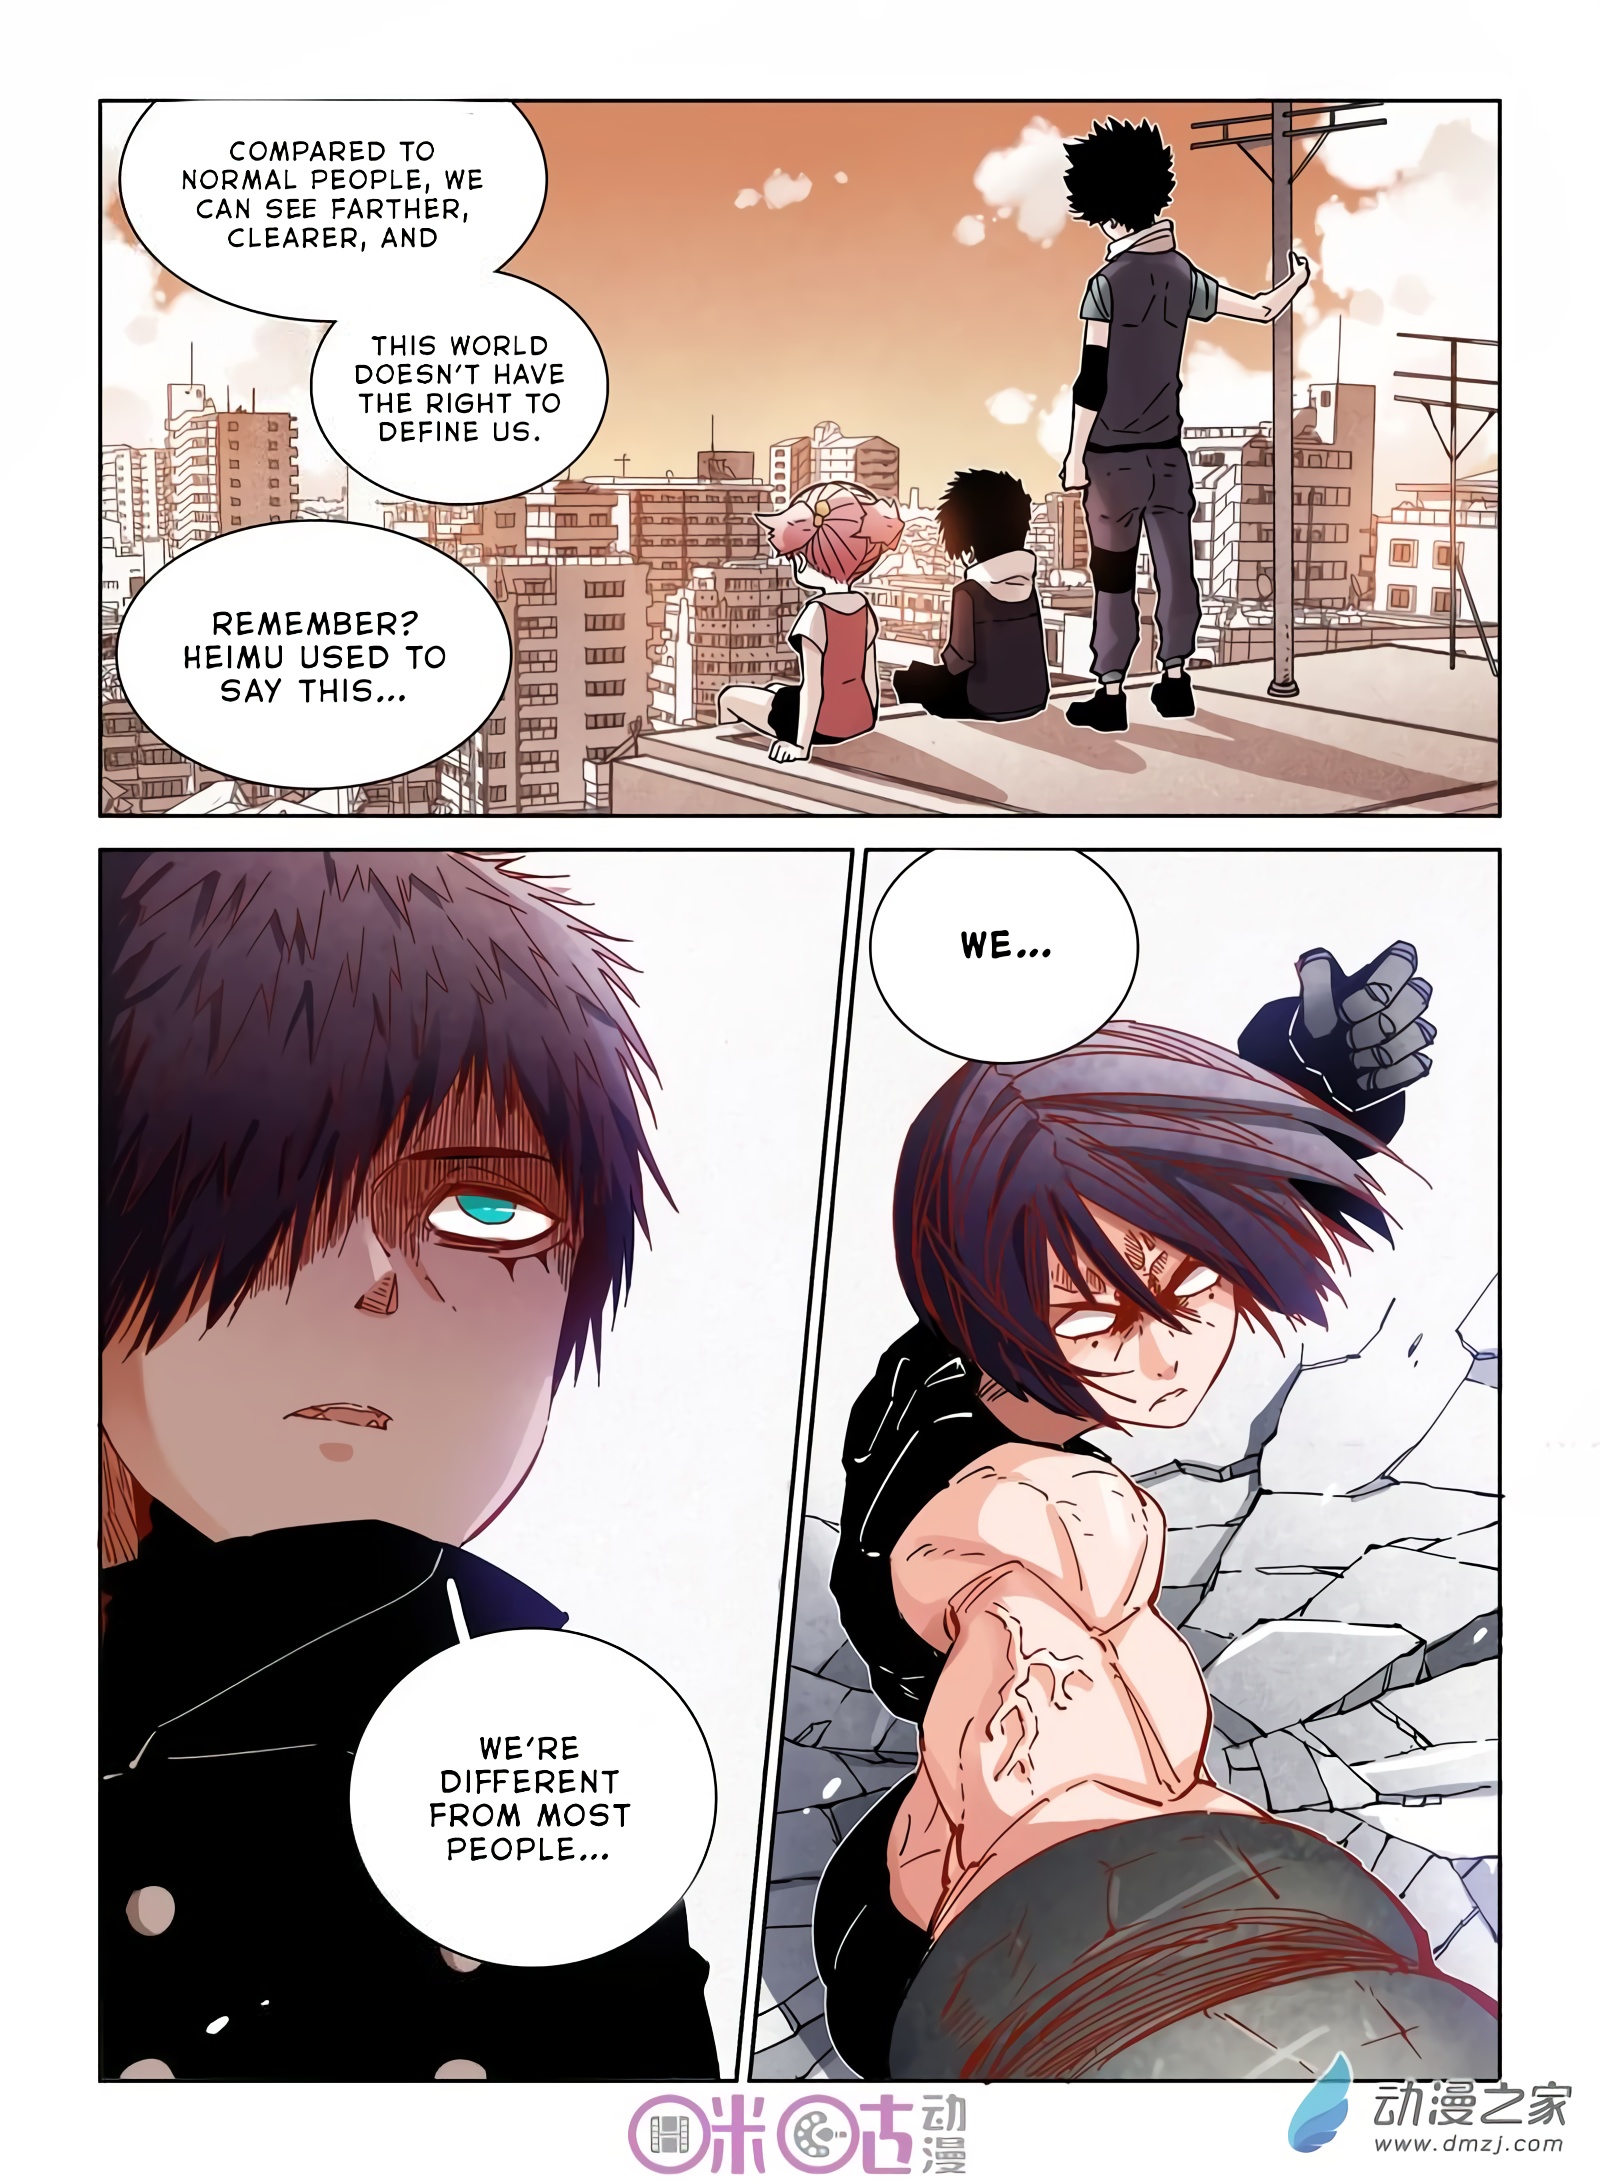 COMPARED TO
NORMAL PEOPLE, WE
CAN SEE FARTHER,
CLEARER, AND
THIS WORLD
DOESN'T HAVE
THE RIGHT TO
DEFINE US.
REMEMBER?
HEIMU USED TO
SAY THIS...
WE'RE
DIFFERENT
FROM MOST
PEOPLE...
WE...
咪咕动漫
动漫之家
www.dmzj.com